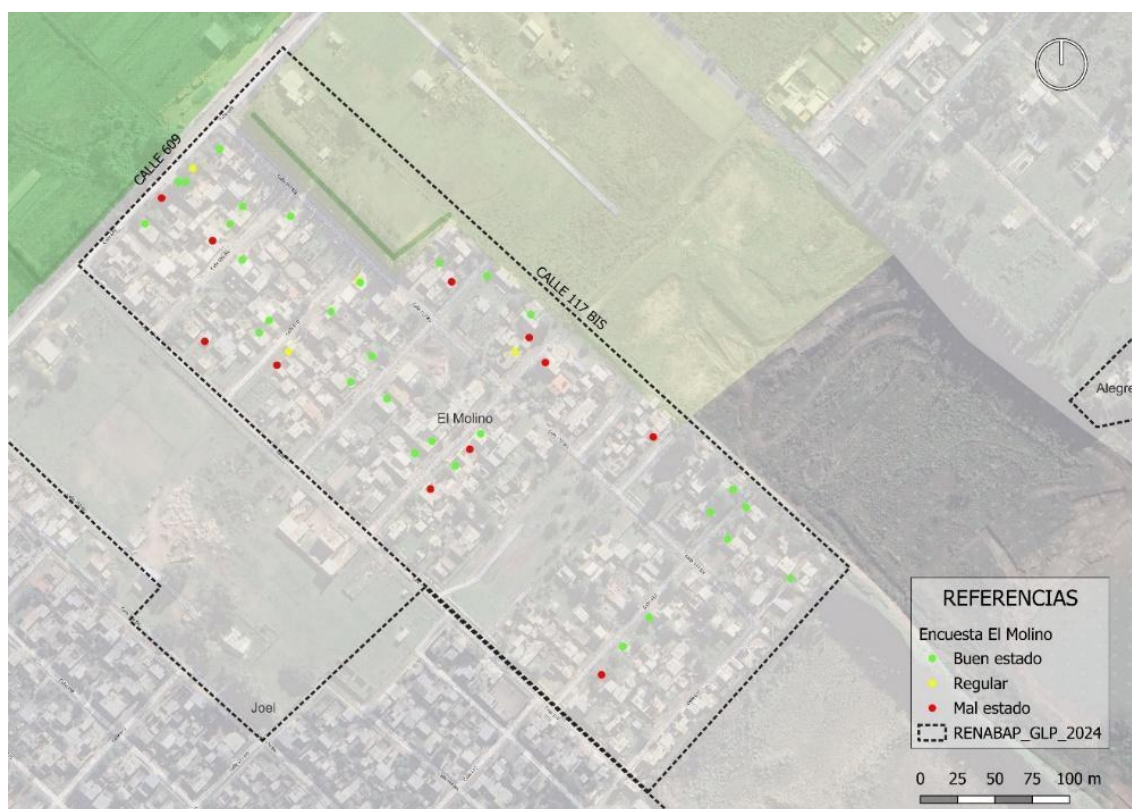 CALLE 609
CALLE 117 BIS
El Molino
Alegre
Joel
REFERENCIAS
Encuesta El Molino
Buen estado
Regular
Mal estado
RENABAP_GLP_2024
0 25 50 75 100 m